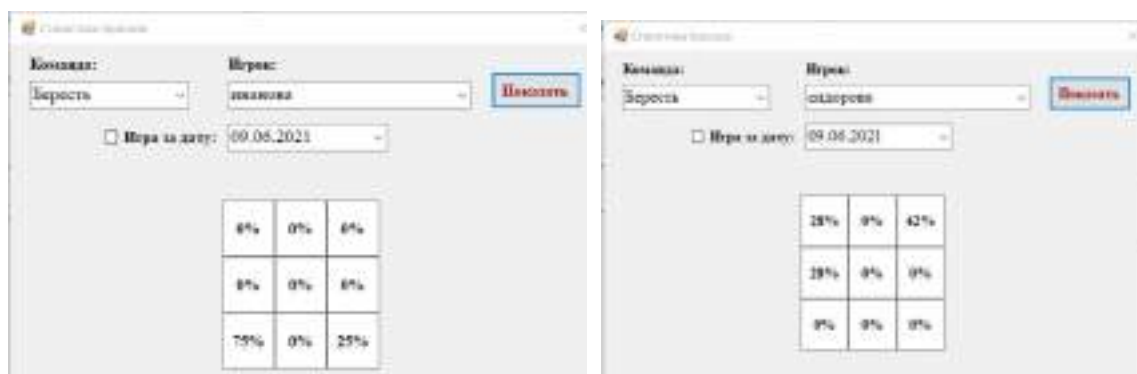 Команда: Игрок:
Береста иванова Показать
Игра за дату: 09.06.2021
0% 0% 0%
0% 0% 0%
75% 0% 25%
Команда: Игрок:
Береста сидорова Показать
Игра за дату: 09.06.2021
28% 0% 42%
28% 0% 0%
0% 0% 0%